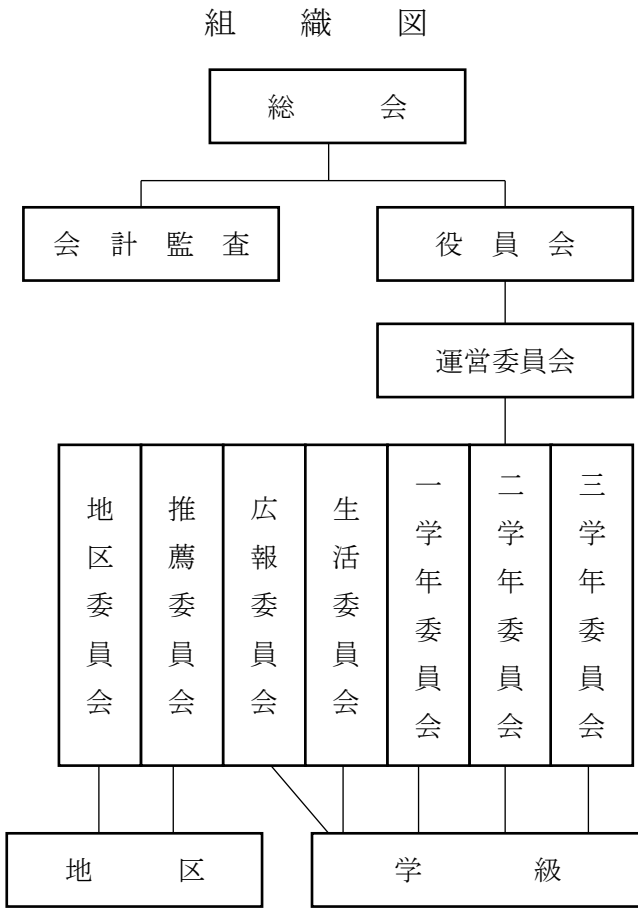 組織図
総会
会計監査
役員会
運営委員会
地区委員会
推薦委員会
広報委員会
生活委員会
一学年委員会
二学年委員会
三学年委員会
地区
学級